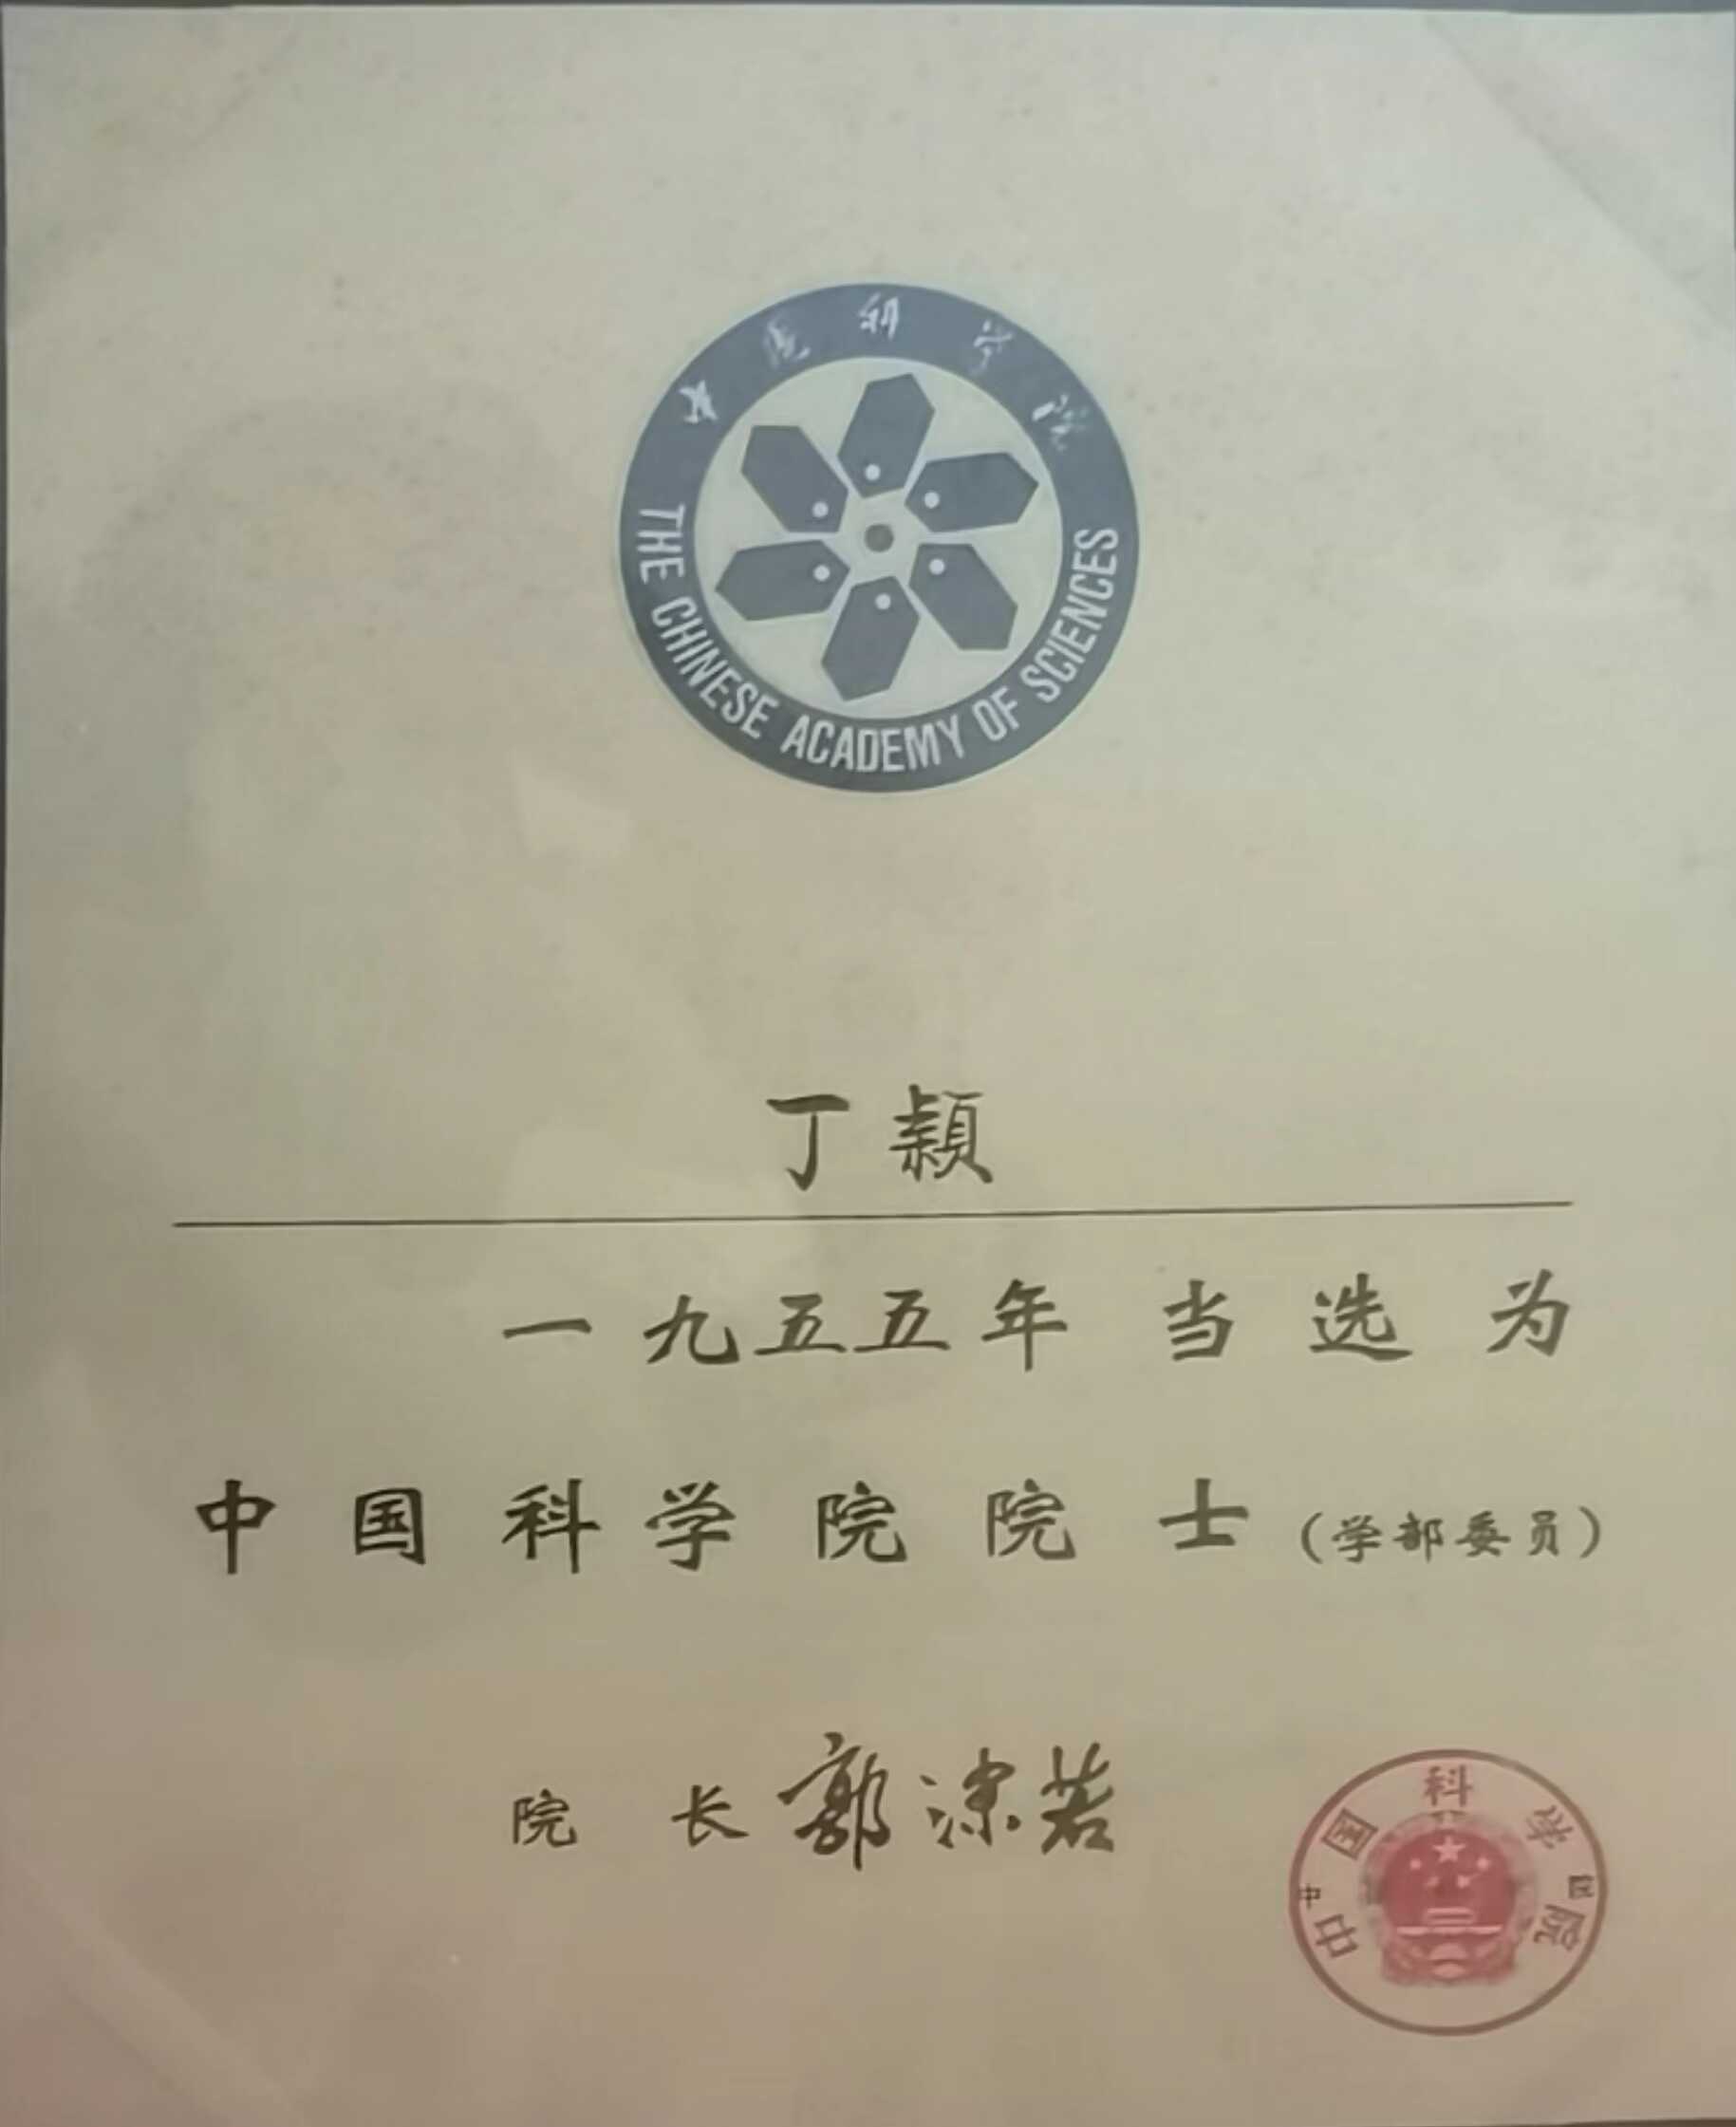 中国科学院
THE CHINESE ACADEMY OF SCIENCES
丁颖
一九五五年 当选为
中国科学院院士(学部委员)
院 长 郭沫若
中国科学院